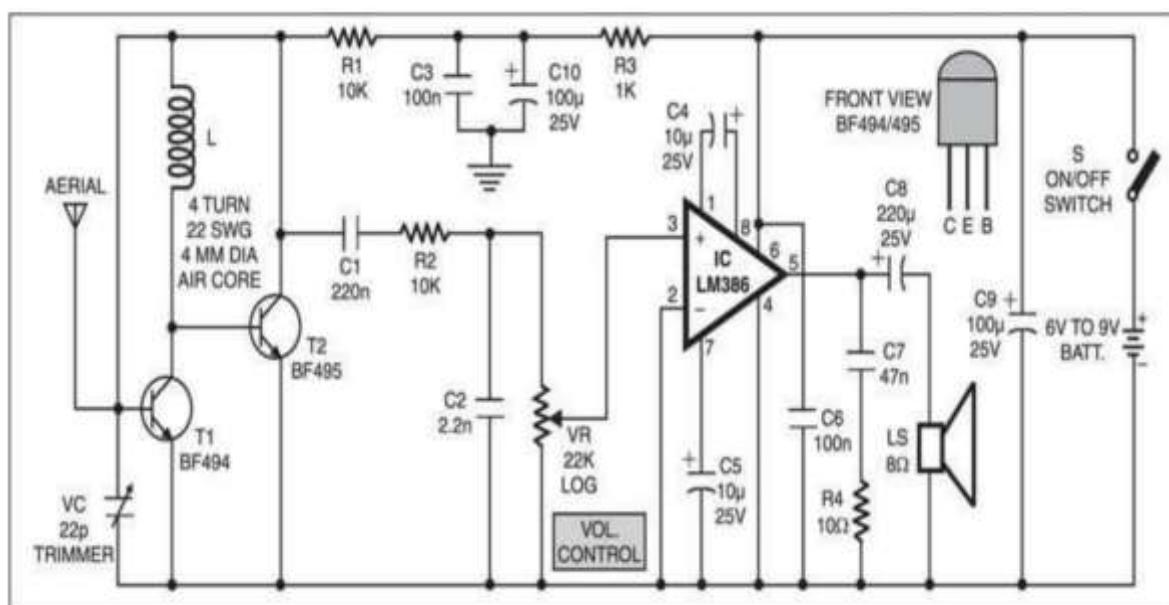 R1
10K
C3
100n
+
C10
100µ
25V
R3
1K
C4
10µ
25V
+
FRONT VIEW
BF494/495
C E B
S
ON/OFF
SWITCH
L
AERIAL
4 TURN
22 SWG
4 MM DIA
AIR CORE
C1
220n
R2
10K
3
+
1
8
IC
LM386
6
5
2
−
4
7
C8
220µ
25V
+
T2
BF495
T1
BF494
C2
2.2n
VR
22K
LOG
C7
47n
C9
100µ
25V
+
6V TO 9V
BATT.
+
-
C6
100n
LS
8Ω
+
C5
10µ
25V
R4
10Ω
VC
22p
TRIMMER
VOL.
CONTROL